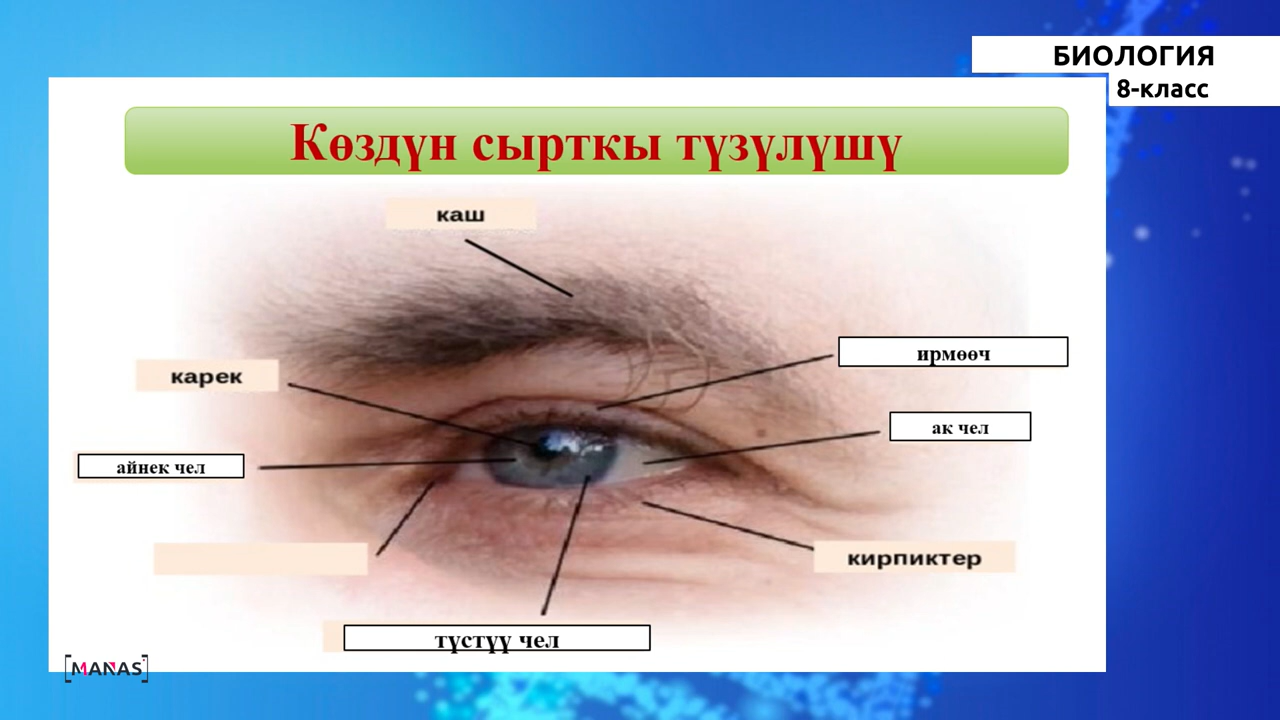 БИОЛОГИЯ
8-класс
Көздүн сырткы түзүлүшү
каш
ирмөөч
карек
ак чел
айнек чел
кирпиктер
түстүү чел
[MANAS]